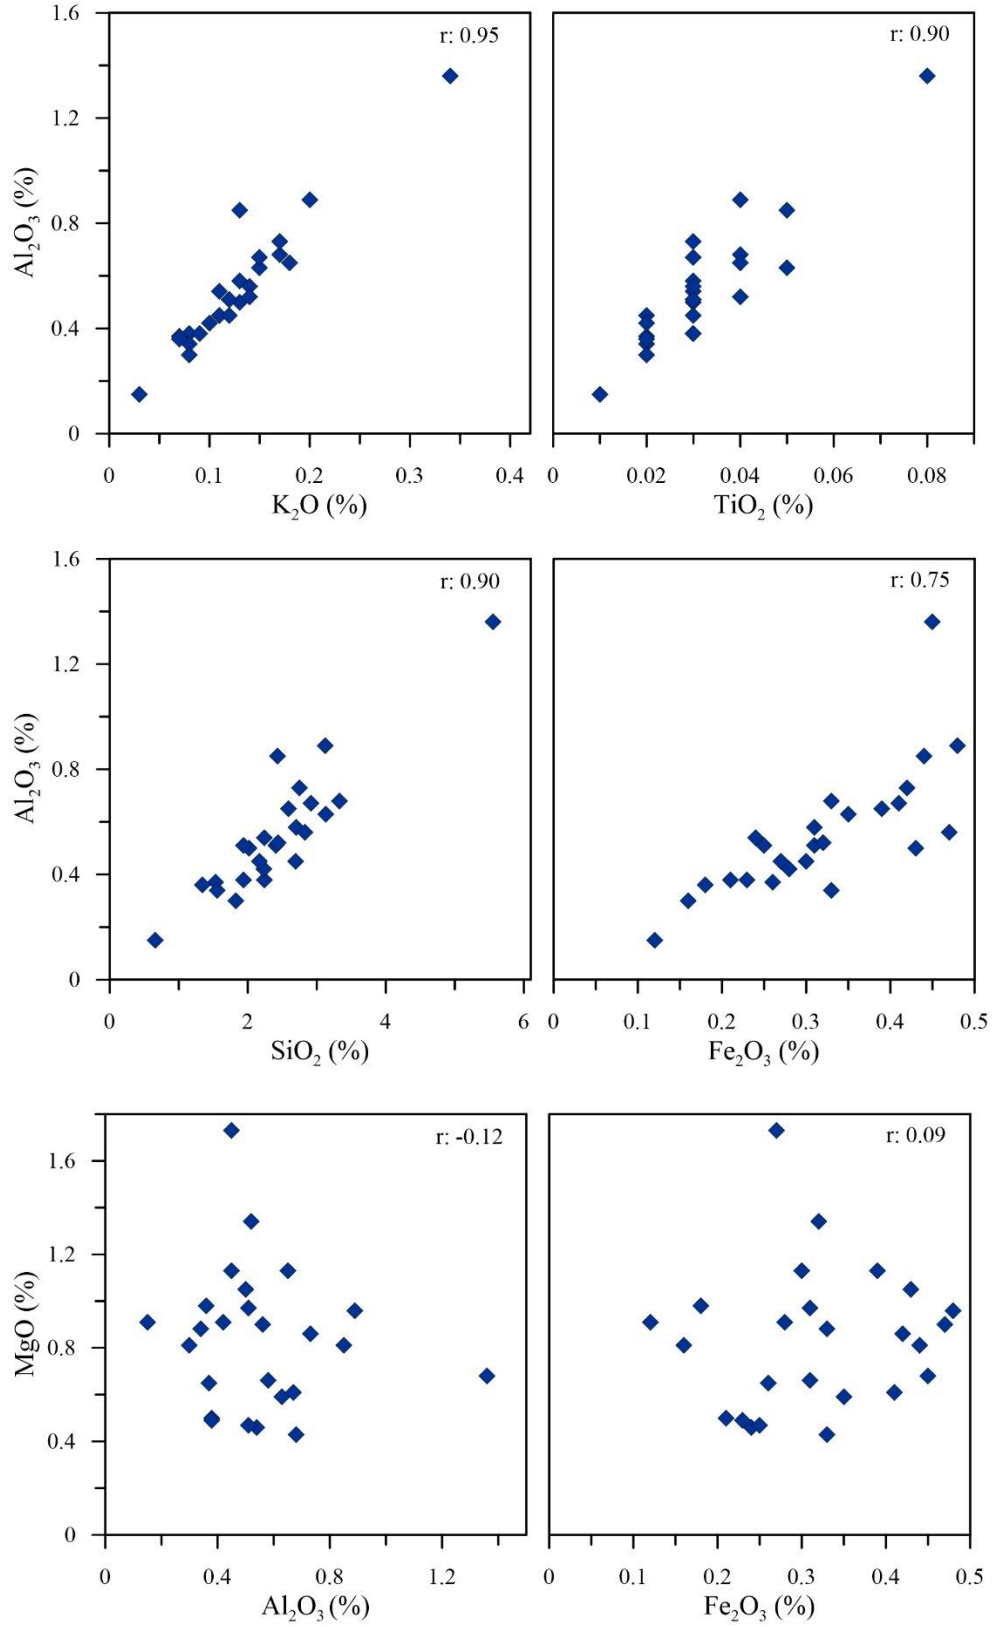 1.6
1.2
0.8
0.4
0
Al₂O₃ (%)
r: 0.95
0 0.1 0.2 0.3 0.4
K₂O (%)
r: 0.90
0 0.02 0.04 0.06 0.08
TiO₂ (%)
1.6
1.2
0.8
0.4
0
Al₂O₃ (%)
r: 0.90
0 2 4 6
SiO₂ (%)
r: 0.75
0 0.1 0.2 0.3 0.4 0.5
Fe₂O₃ (%)
1.6
1.2
0.8
0.4
0
MgO (%)
r: -0.12
0 0.4 0.8 1.2
Al₂O₃ (%)
r: 0.09
0 0.1 0.2 0.3 0.4 0.5
Fe₂O₃ (%)